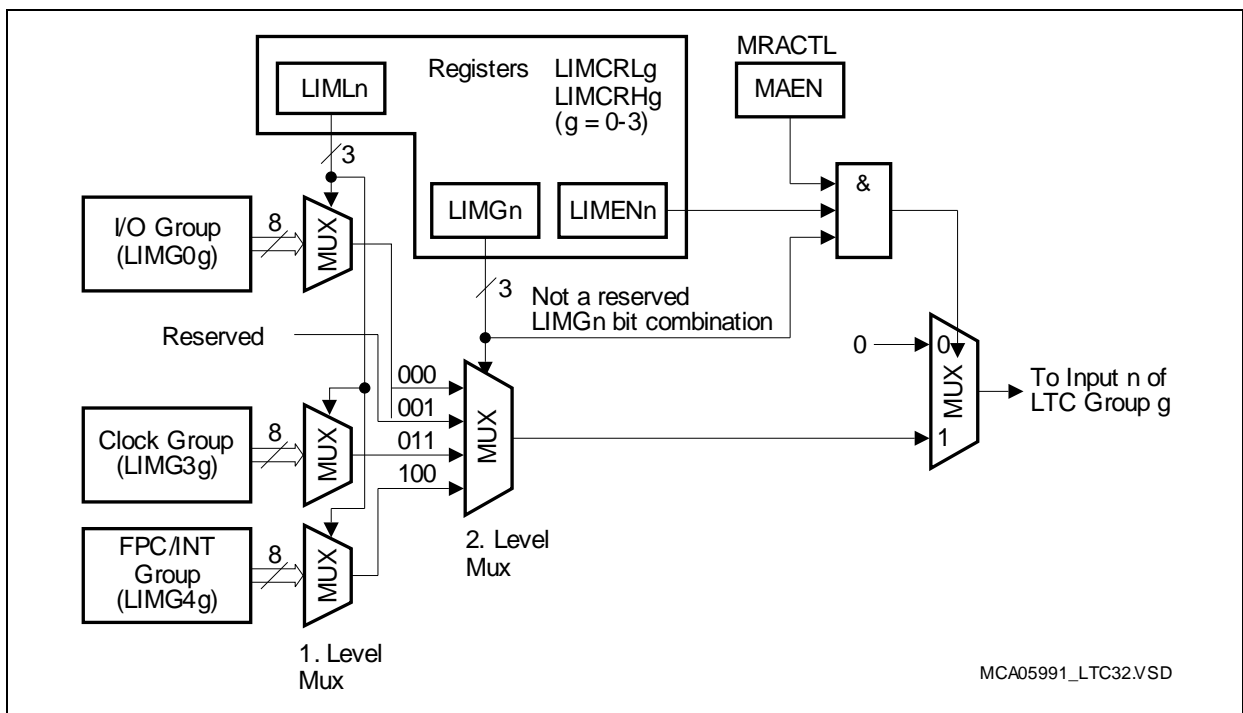 MRACTL
LIMLn
Registers LIMCRLg
LIMCRHg
(g = 0-3)
MAEN
3
&
I/O Group
(LIMG0g)
8
MUX
LIMGn
LIMENn
3
Not a reserved
LIMGn bit combination
Reserved
0
0
MUX
1
To Input n of
LTC Group g
000
001
011
100
MUX
Clock Group
(LIMG3g)
8
MUX
FPC/INT
Group
(LIMG4g)
8
MUX
2. Level
Mux
1. Level
Mux
MCA05991_LTC32.VSD